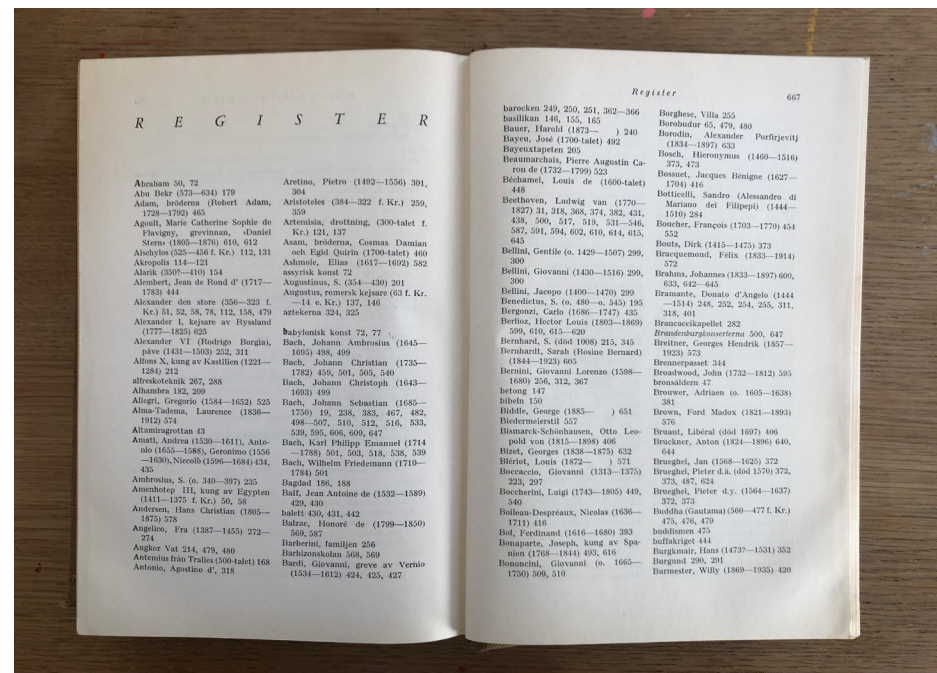 REGISTER
Abraham 50, 72
Abu Bekr (573—634) 179
Adam, bröderna (Robert Adam,
1728—1792) 465
Agoult, Marie Catherine Sophie de
Flavigny, grevinnan, »Daniel
Stern» (1805—1876) 610, 612
Aischylos (525—456 f. Kr.) 112, 131
Akropolis 114—121
Alarik (350?—410) 154
Alembert, Jean de Rond d' (1717—
1783) 444
Alexander den store (356—323 f.
Kr.) 51, 52, 58, 78, 112, 158, 479
Alexander I, kejsare av Ryssland
(1777—1825) 625
Alexander VI (Rodrigo Borgia),
påve (1431—1503) 252, 311
Alfons X, kung av Kastilien (1221—
1284) 212
alfreskoteknik 267, 288
Alhambra 182, 209
Allegri, Gregorio (1584—1652) 525
Alma-Tadema, Laurence (1836—
1912) 574
Altamiragrottan 43
Amati, Andrea (1530—1611), Anto-
nio (1655—1588), Geronimo (1556
—1630), Niccolò (1596—1684) 434,
435
Ambrosius, S. (o. 340—397) 235
Amenhotep III, kung av Egypten
(1411—1375 f. Kr.) 50, 58
Andersen, Hans Christian (1805—
1875) 578
Angelico, Fra (1387—1455) 272—
274
Angkor Vat 214, 479, 480
Antemius från Tralles (500-talet) 168
Antonio, Agostino d', 318
Aretino, Pietro (1492—1556) 301,
304
Aristoteles (384—322 f. Kr.) 259,
359
Artemisia, drottning, (300-talet f.
Kr.) 121, 137
Asam, bröderna, Cosmas Damian
och Egid Quirin (1700-talet) 460
Ashmole, Elias (1617—1692) 582
assyrisk konst 72
Augustinus, S. (354—430) 201
Augustus, romersk kejsare (63 f. Kr.
—14 e. Kr.) 137, 146
aztekerna 324, 325
babylonisk konst 72, 77
Bach, Johann Ambrosius (1645—
1695) 498, 499
Bach, Johann Christian (1735—
1782) 459, 501, 505, 540
Bach, Johann Christoph (1643—
1693) 499
Bach, Johann Sebastian (1685—
1750) 19, 238, 383, 467, 482,
498—507, 510, 512, 516, 533,
539, 595, 606, 609, 647
Bach, Karl Philipp Emanuel (1714
—1788) 501, 503, 518, 538, 539
Bach, Wilhelm Friedemann (1710—
1784) 501
Bagdad 186, 188
Baïf, Jean Antoine de (1532—1589)
429, 430
balett 430, 431, 442
Balzac, Honoré de (1799—1850)
569, 587
Barberini, familjen 256
Barbizonskolan 568, 569
Bardi, Giovanni, greve av Vernio
(1534—1612) 424, 425, 427
Register
667
barocken 249, 250, 251, 362—366
basilikan 146, 155, 165
Bauer, Harold (1873— ) 240
Bayeu, José (1700-talet) 492
Bayeuxtapeten 205
Beaumarchais, Pierre Augustin Ca-
ron de (1732—1799) 523
Béchamel, Louis de (1600-talet)
448
Beethoven, Ludwig van (1770—
1827) 31, 318, 368, 374, 382, 431,
438, 500, 517, 519, 531—546,
587, 591, 594, 602, 610, 614, 615,
645
Bellini, Gentile (o. 1429—1507) 299,
300
Bellini, Giovanni (1430—1516) 299,
300
Bellini, Jacopo (1400—1470) 299
Benedictus, S. (o. 480—o. 545) 195
Bergonzi, Carlo (1686—1747) 435
Berlioz, Hector Louis (1803—1869)
599, 610, 615—620
Bernhard, S. (död 1008) 215, 345
Bernhardt, Sarah (Rosine Bernard)
(1844—1923) 605
Bernini, Giovanni Lorenzo (1598—
1680) 256, 312, 367
betong 147
bibeln 150
Biddle, George (1885— ) 651
Biedermeierstil 557
Bismarck-Schönhausen, Otto Leo-
pold von (1815—1898) 406
Bizet, Georges (1838—1875) 632
Blériot, Louis (1872— ) 571
Boccaccio, Giovanni (1313—1375)
223, 297
Boccherini, Luigi (1743—1805) 449,
540
Boileau-Despréaux, Nicolas (1636—
1711) 416
Bol, Ferdinand (1616—1680) 393
Bonaparte, Joseph, kung av Spa-
nien (1768—1844) 493, 616
Bononcini, Giovanni (o. 1665—
1750) 509, 510
Borghese, Villa 255
Borobudur 65, 479, 480
Borodin, Alexander Porfirjevitj
(1834—1897) 633
Bosch, Hieronymus (1460—1516)
373, 473
Bossuet, Jacques Bénigne (1627—
1704) 416
Botticelli, Sandro (Alessandro di
Mariano dei Filipepi) (1444—
1510) 284
Boucher, François (1703—1770) 454
552
Bouts, Dirk (1415—1475) 373
Bracquemond, Félix (1833—1914)
572
Brahms, Johannes (1833—1897) 600,
633, 642—645
Bramante, Donato d'Angelo (1444
—1514) 248, 252, 254, 255, 311,
318, 401
Brancaccikapellet 282
Brandenburgkonserterna 500, 647
Breitner, Georges Hendrik (1857—
1923) 573
Brennerpasset 344
Broadwood, John (1732—1812) 595
bronsåldern 47
Brouwer, Adriaen (o. 1605—1638)
381
Brown, Ford Madox (1821—1893)
576
Bruant, Libéral (död 1697) 406
Bruckner, Anton (1824—1896) 640,
644
Brueghel, Jan (1568—1625) 372
Brueghel, Pieter d.ä. (död 1570) 372,
373, 487, 624
Brueghel, Pieter d.y. (1564—1637)
372, 373
Buddha (Gautama) (560—477 f. Kr.)
475, 476, 479
buddismen 475
buffakriget 444
Burgkmair, Hans (1473?—1531) 352
Burgund 290, 291
Burmester, Willy (1869—1935) 420